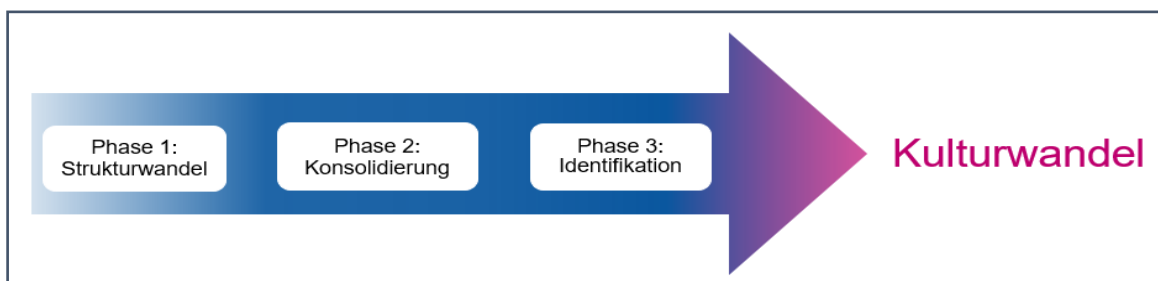 Phase 1:
Strukturwandel
Phase 2:
Konsolidierung
Phase 3:
Identifikation
Kulturwandel